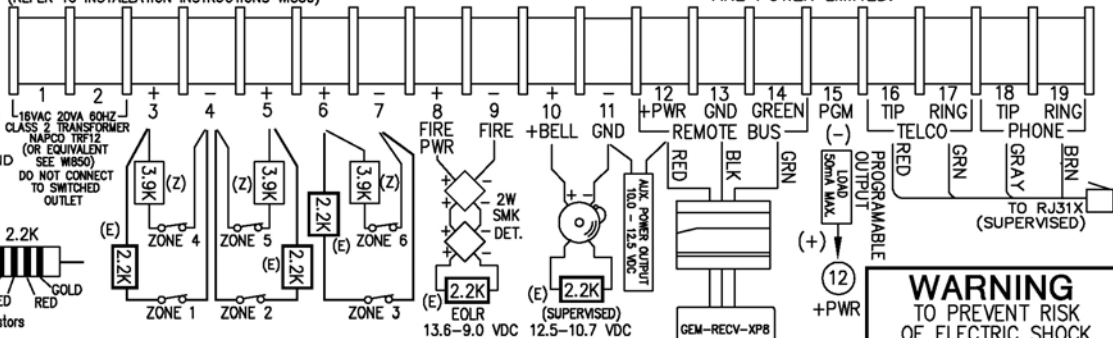 (REFER TO INSTALLATION INSTRUCTIONS WI850)
FIRE POWER LIMITED.
1 2 3 4 5 6 7 8 9 10 11 12 13 14 15 16 17 18 19
+ - + + - + - + -
16VAC 20VA 60HZ
CLASS 2 TRANSFORMER
NAPCO TRF12
(OR EQUIVALENT
SEE WI850)
DO NOT CONNECT
TO SWITCHED
OUTLET
FIRE
PWR
FIRE
+BELL
GND
+PWR
GND
GREEN
REMOTE BUS
PGM
(-)
TIP
RING
TELCO
TIP
RING
PHONE
3.9K
(Z)
ZONE 4
(E)
2.2K
ZONE 1
(Z)
3.9K
ZONE 5
(E)
2.2K
ZONE 2
2.2K
(E)
3.9K
(Z)
ZONE 6
ZONE 3
+ -
+ -
+ -
+ -
2W
SMK
DET.
(E)
2.2K
EOLR
13.6-9.0 VDC
+ -
(E)
2.2K
(SUPERVISED)
12.5-10.7 VDC
AUX. POWER OUTPUT
10.0 - 12.5 VDC
RED
BLK
GRN
GEM-RECV-XP8
LOAD
50mA MAX.
PROGRAMABLE
OUTPUT
(+)
12
+PWR
RED
GRN
GRAY
BRN
TO RJ31X
(SUPERVISED)
2.2K
GOLD
RED
WARNING
TO PREVENT RISK
OF ELECTRIC SHOCK